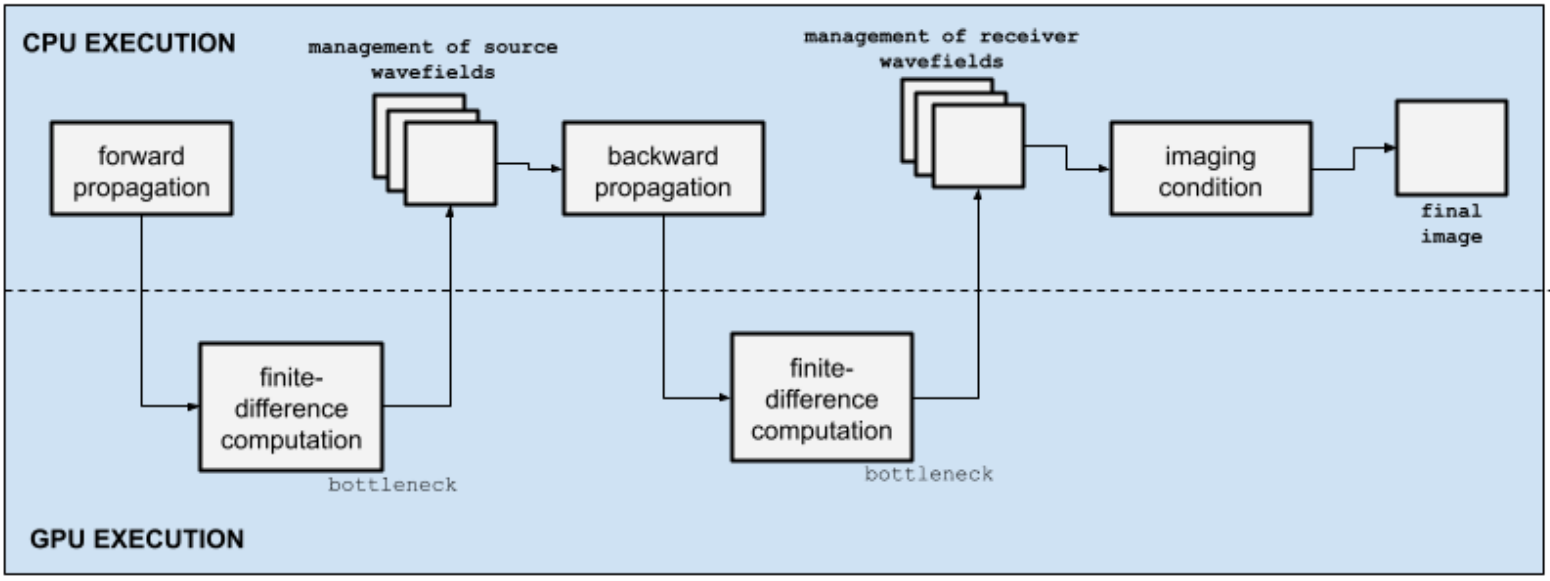 CPU EXECUTION
management of source
wavefields
management of receiver
wavefields
forward
propagation
backward
propagation
imaging
condition
final
image
finite-
difference
computation
bottleneck
finite-
difference
computation
bottleneck
GPU EXECUTION